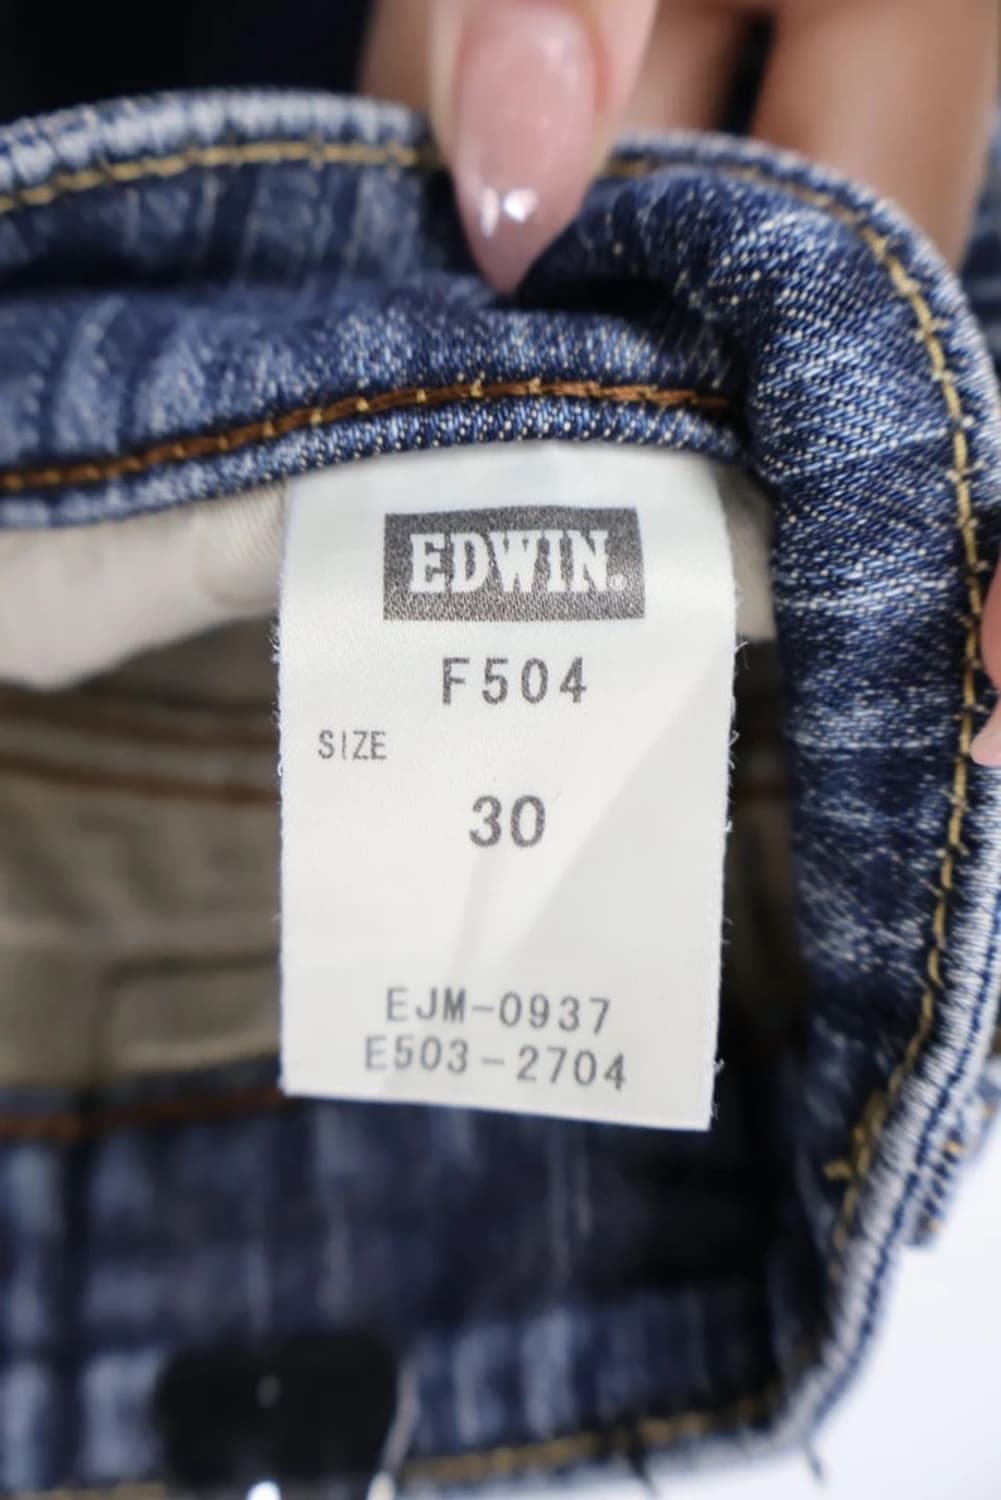 EDWIN.
F504
SIZE
30
EJM-0937
E503-2704